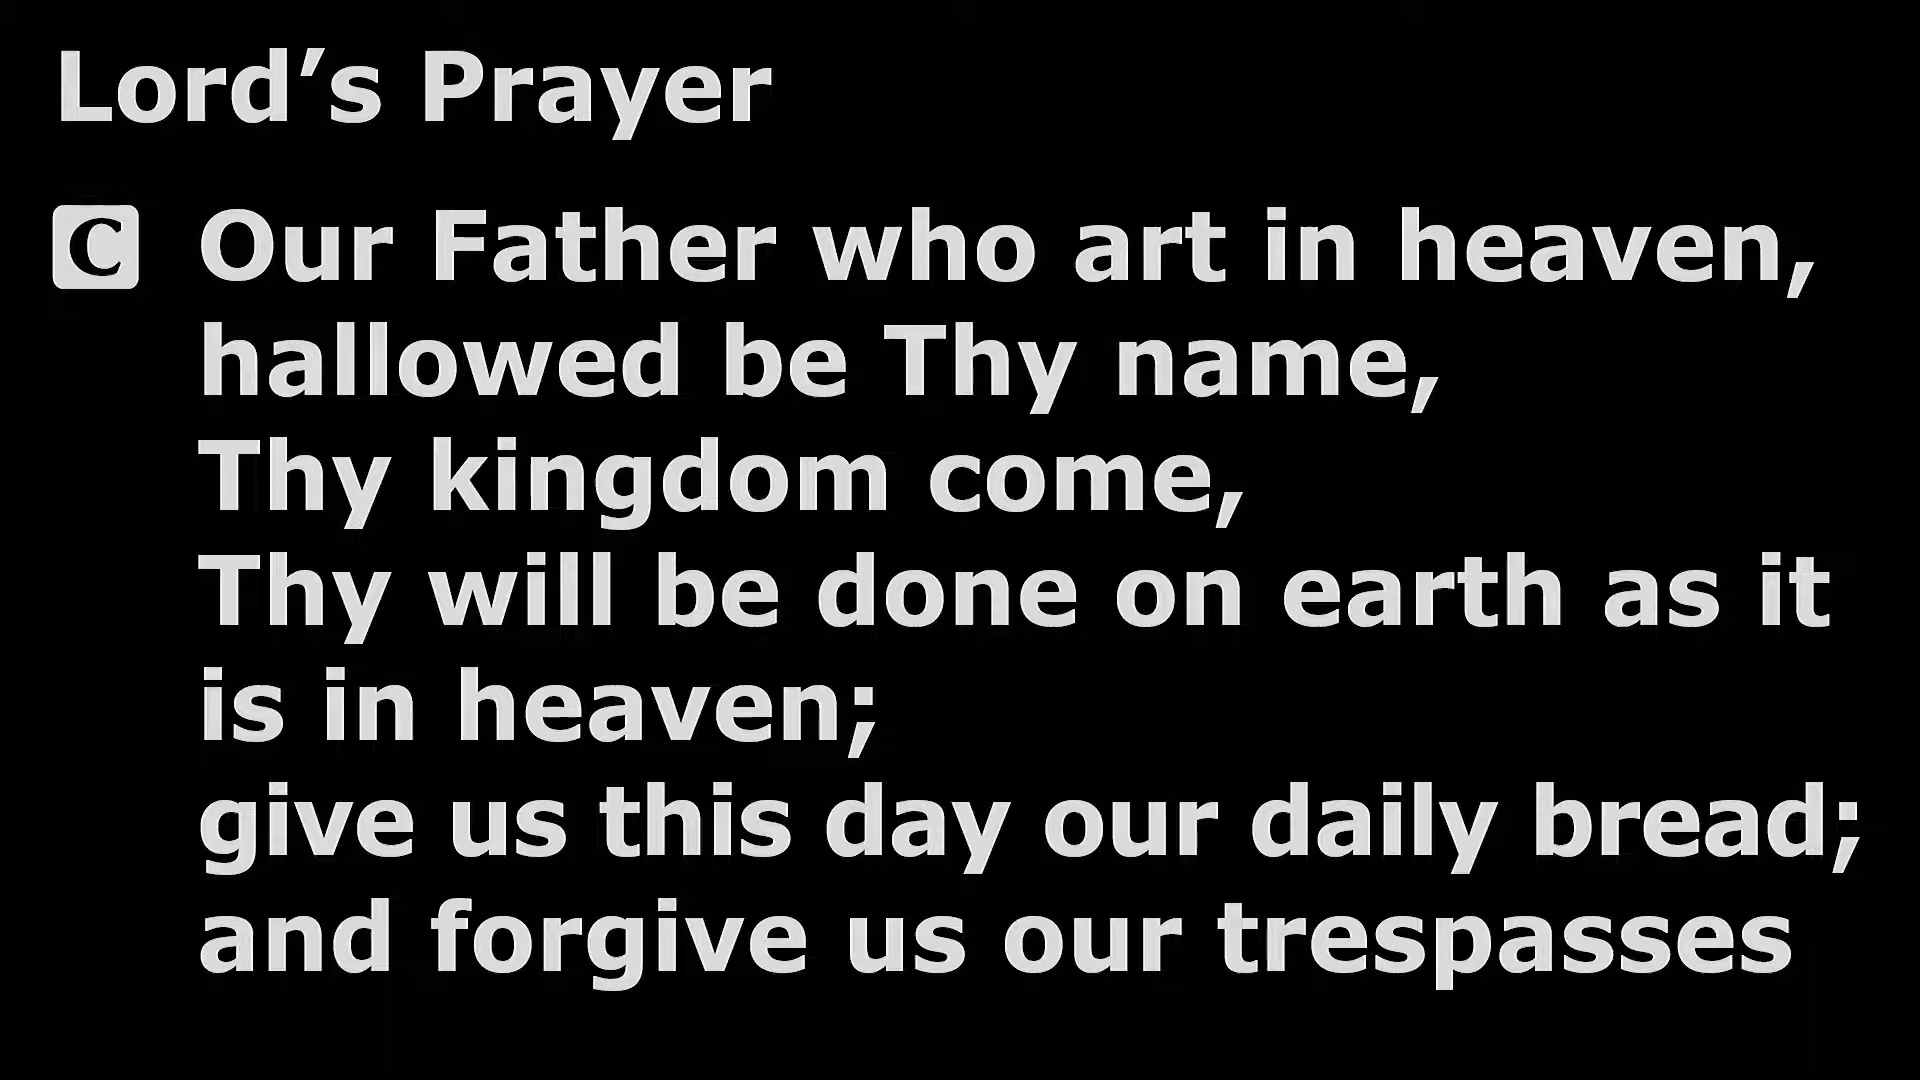 Lord’s Prayer
C Our Father who art in heaven,
hallowed be Thy name,
Thy kingdom come,
Thy will be done on earth as it
is in heaven;
give us this day our daily bread;
and forgive us our trespasses